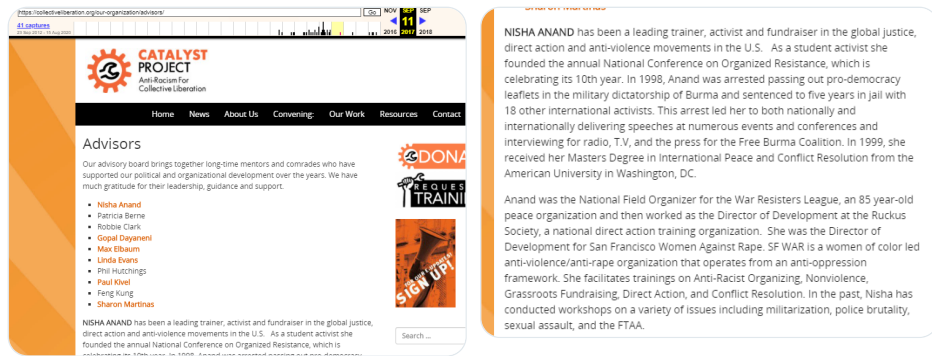 https://collectiveliberation.org/our-organization/advisors/
Go
NOV SEP SEP
41 captures
11
23 Sep 2012 - 15 Aug 2020
2016 2017 2018
CATALYST
PROJECT
Anti-Racism For
Collective Liberation
Home News About Us Convening: Our Work Resources Contact
Advisors
Our advisory board brings together long-time mentors and comrades who have
supported our political and organizational development over the years. We have
much gratitude for their leadership, guidance and support.
Nisha Anand
Patricia Berne
Robbie Clark
Gopal Dayaneni
Max Elbaum
Linda Evans
Phil Hutchings
Paul Kivel
Feng Kung
Sharon Martinas
NISHA ANAND has been a leading trainer, activist and fundraiser in the global justice,
direct action and anti-violence movements in the U.S. As a student activist she
founded the annual National Conference on Organized Resistance, which is
celebrating its 10th year. In 1998, Anand was arrested passing out pro-democracy
DONA
REQUES
TRAINI
SIGN UP!
Search ...
Sharon Martinas
NISHA ANAND has been a leading trainer, activist and fundraiser in the global justice,
direct action and anti-violence movements in the U.S. As a student activist she
founded the annual National Conference on Organized Resistance, which is
celebrating its 10th year. In 1998, Anand was arrested passing out pro-democracy
leaflets in the military dictatorship of Burma and sentenced to five years in jail with
18 other international activists. This arrest led her to both nationally and
internationally delivering speeches at numerous events and conferences and
interviewing for radio, T.V, and the press for the Free Burma Coalition. In 1999, she
received her Masters Degree in International Peace and Conflict Resolution from the
American University in Washington, DC.
Anand was the National Field Organizer for the War Resisters League, an 85 year-old
peace organization and then worked as the Director of Development at the Ruckus
Society, a national direct action training organization. She was the Director of
Development for San Francisco Women Against Rape. SF WAR is a women of color led
anti-violence/anti-rape organization that operates from an anti-oppression
framework. She facilitates trainings on Anti-Racist Organizing, Nonviolence,
Grassroots Fundraising, Direct Action, and Conflict Resolution. In the past, Nisha has
conducted workshops on a variety of issues including militarization, police brutality,
sexual assault, and the FTAA.